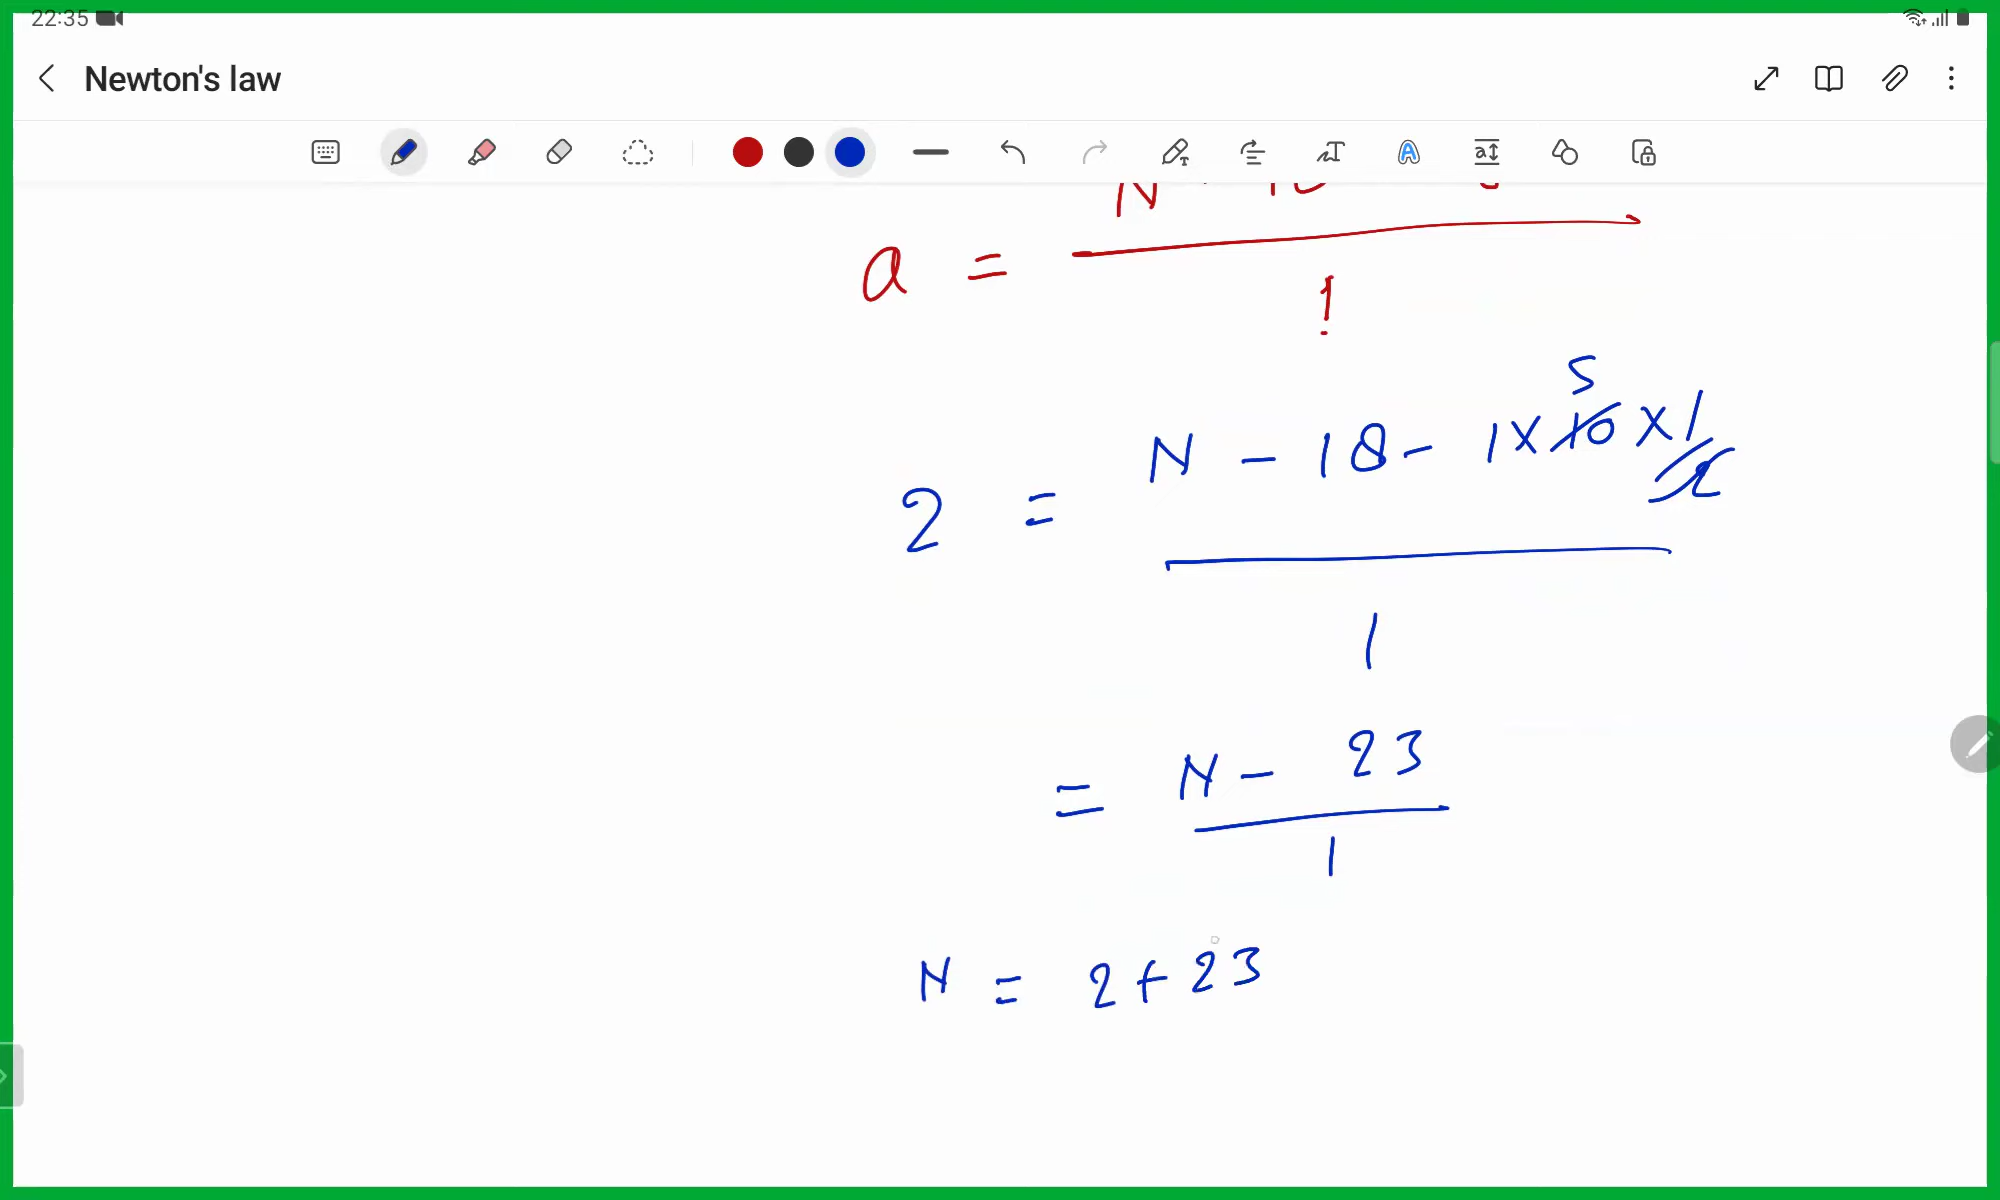 22:35
Newton's law
a =
1
2 = N - 18 - 1 x 10 x 1/2
5
1
= N - 23
1
N = 2 + 23